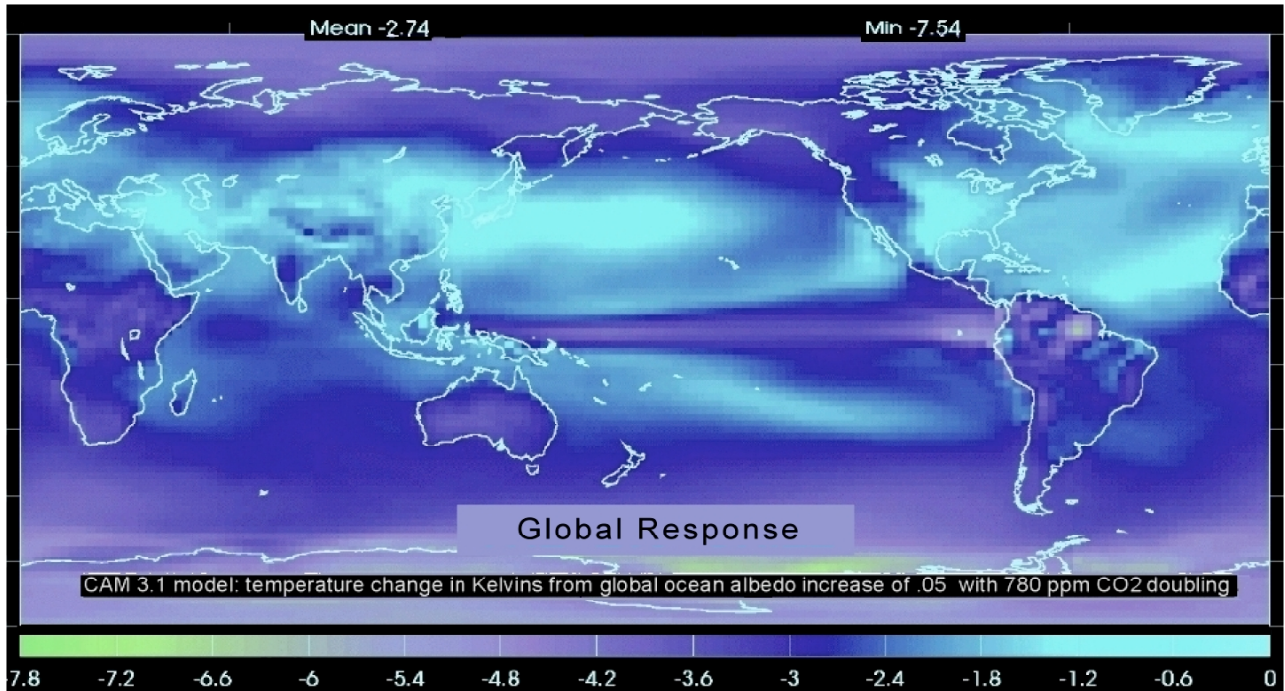 Mean -2.74 Min -7.54
Global Response
CAM 3.1 model: temperature change in Kelvins from global ocean albedo increase of .05 with 780 ppm CO2 doubling
-7.8 -7.2 -6.6 -6 -5.4 -4.8 -4.2 -3.6 -3 -2.4 -1.8 -1.2 -0.6 0